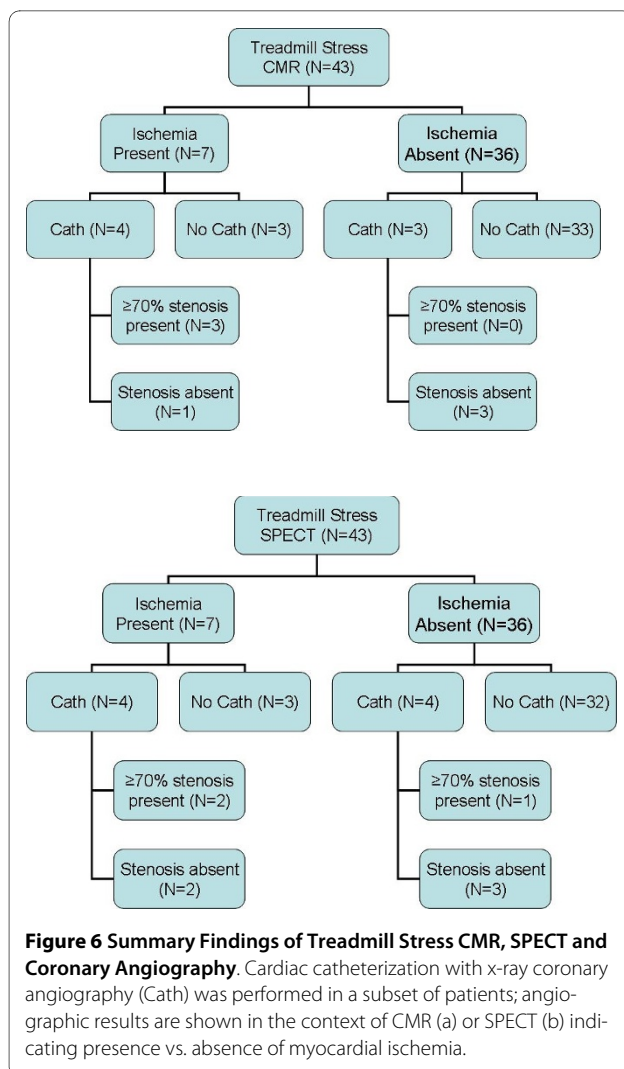 Treadmill Stress
CMR (N=43)
Ischemia
Present (N=7)
Ischemia
Absent (N=36)
Cath (N=4)
No Cath (N=3)
Cath (N=3)
No Cath (N=33)
≥70% stenosis
present (N=3)
≥70% stenosis
present (N=0)
Stenosis absent
(N=1)
Stenosis absent
(N=3)
Treadmill Stress
SPECT (N=43)
Ischemia
Present (N=7)
Ischemia
Absent (N=36)
Cath (N=4)
No Cath (N=3)
Cath (N=4)
No Cath (N=32)
≥70% stenosis
present (N=2)
≥70% stenosis
present (N=1)
Stenosis absent
(N=2)
Stenosis absent
(N=3)
Figure 6 Summary Findings of Treadmill Stress CMR, SPECT and
Coronary Angiography. Cardiac catheterization with x-ray coronary
angiography (Cath) was performed in a subset of patients; angio-
graphic results are shown in the context of CMR (a) or SPECT (b) indi-
cating presence vs. absence of myocardial ischemia.